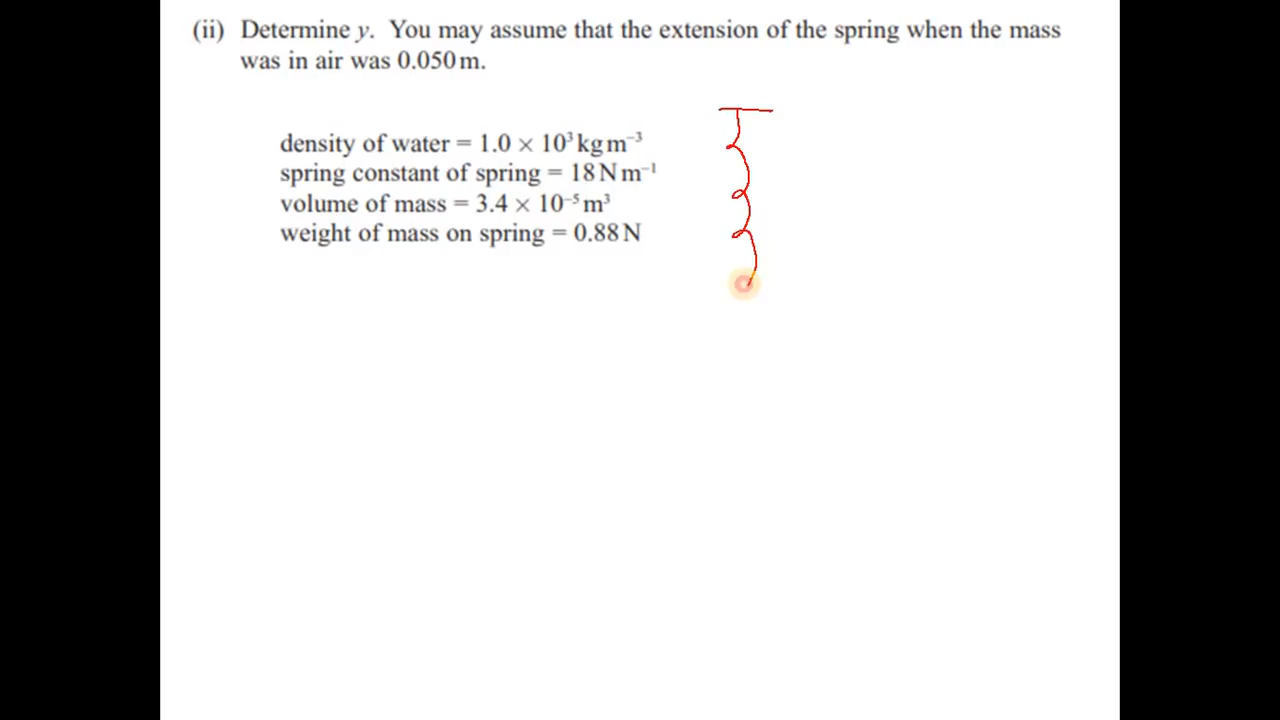 (ii) Determine y. You may assume that the extension of the spring when the mass
was in air was 0.050 m.
density of water = 1.0 × 10³ kg m⁻³
spring constant of spring = 18 N m⁻¹
volume of mass = 3.4 × 10⁻⁵ m³
weight of mass on spring = 0.88 N